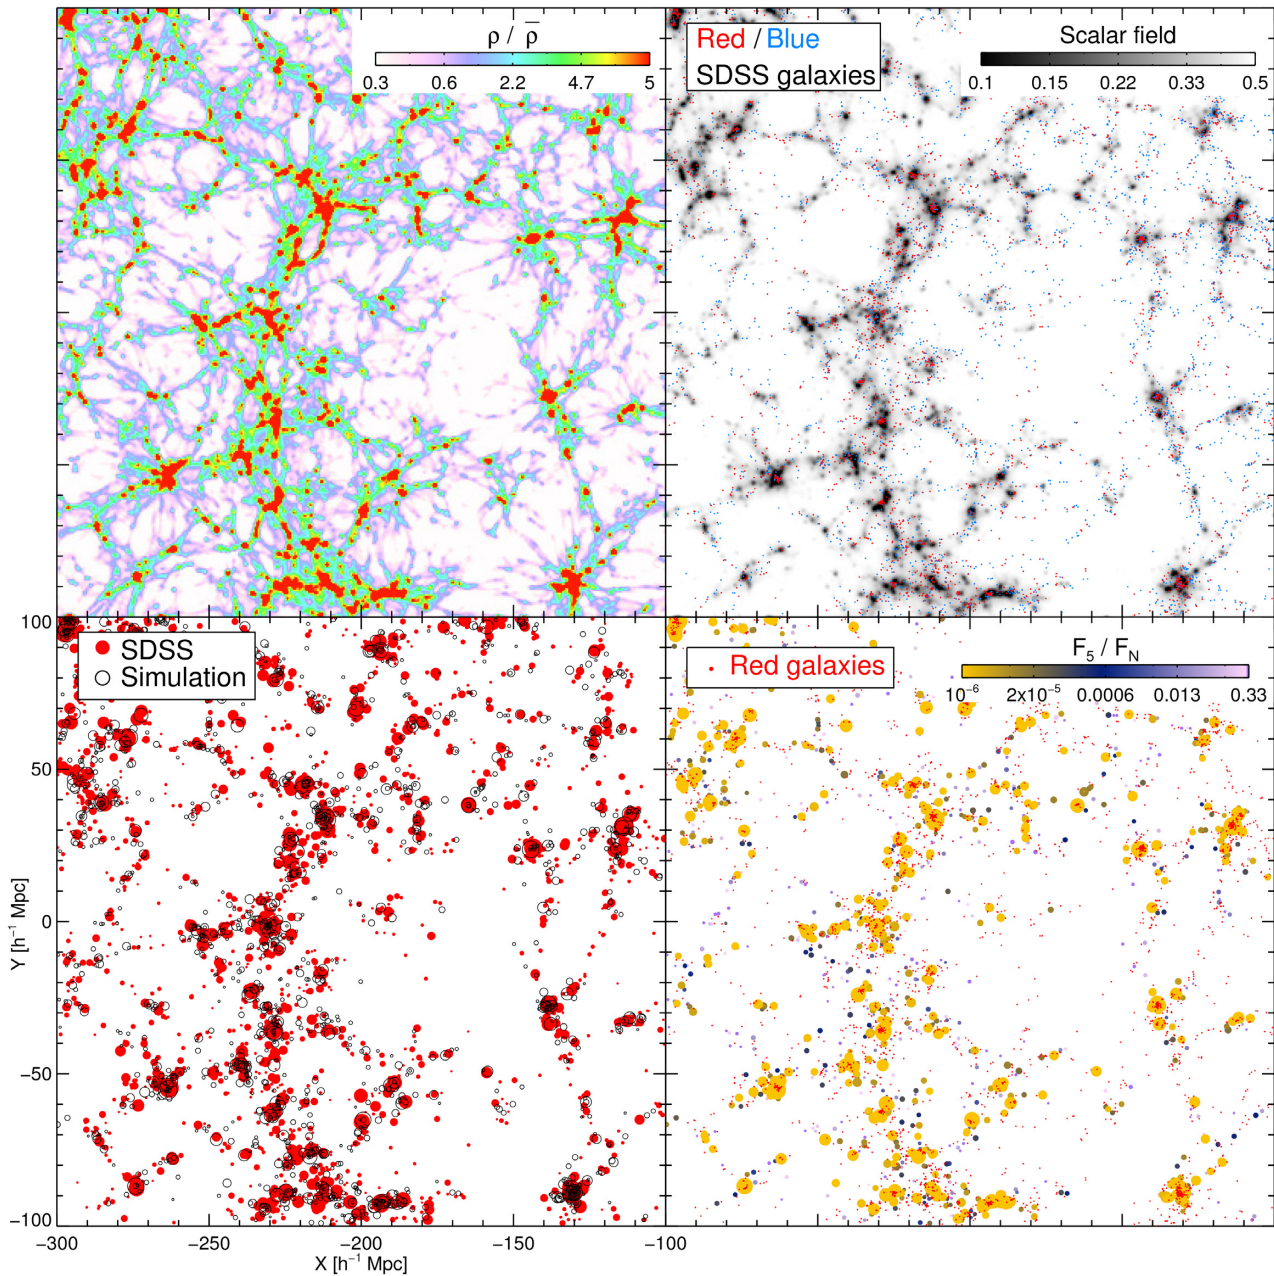 ρ / ρ̅
0.3 0.6 2.2 4.7 5
Red / Blue
SDSS galaxies
Scalar field
0.1 0.15 0.22 0.33 0.5
SDSS
Simulation
Red galaxies
F₅ / F_N
10⁻⁶ 2x10⁻⁵ 0.0006 0.013 0.33
100
50
0
−50
−100
Y [h⁻¹ Mpc]
−300 −250 −200 −150 −100
X [h⁻¹ Mpc]